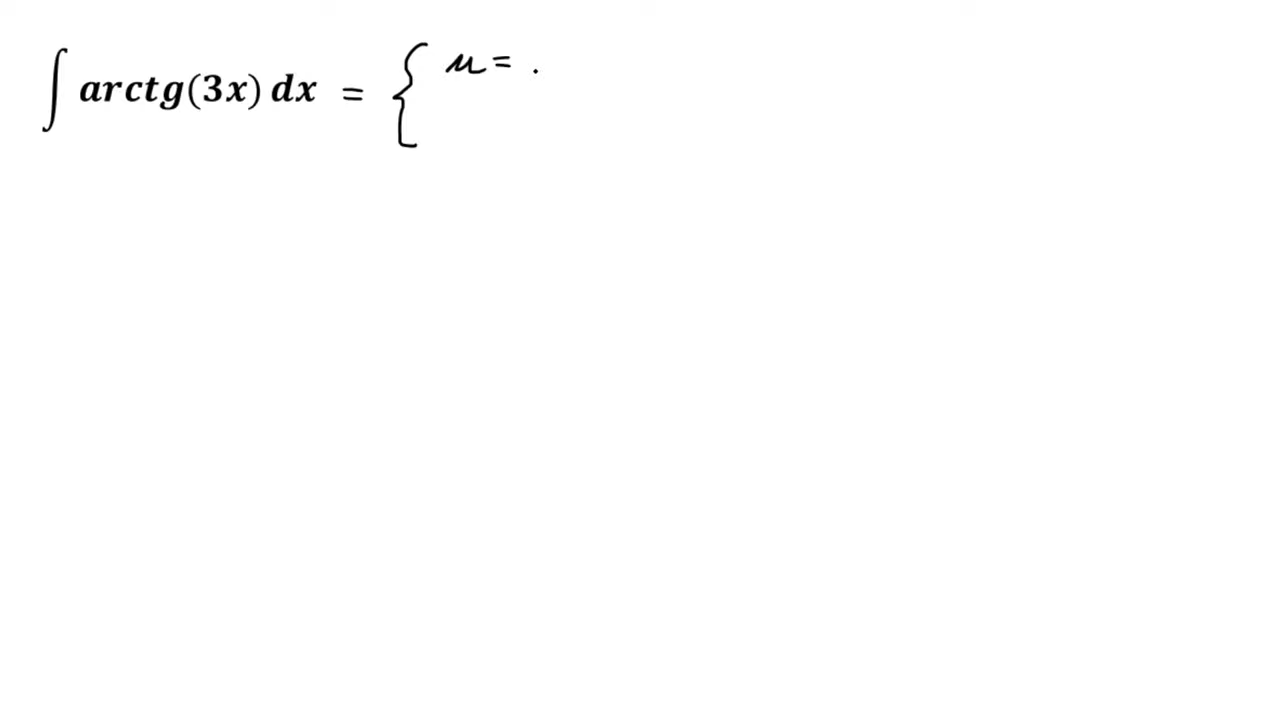 ∫ arctg(3x) dx = { u = .